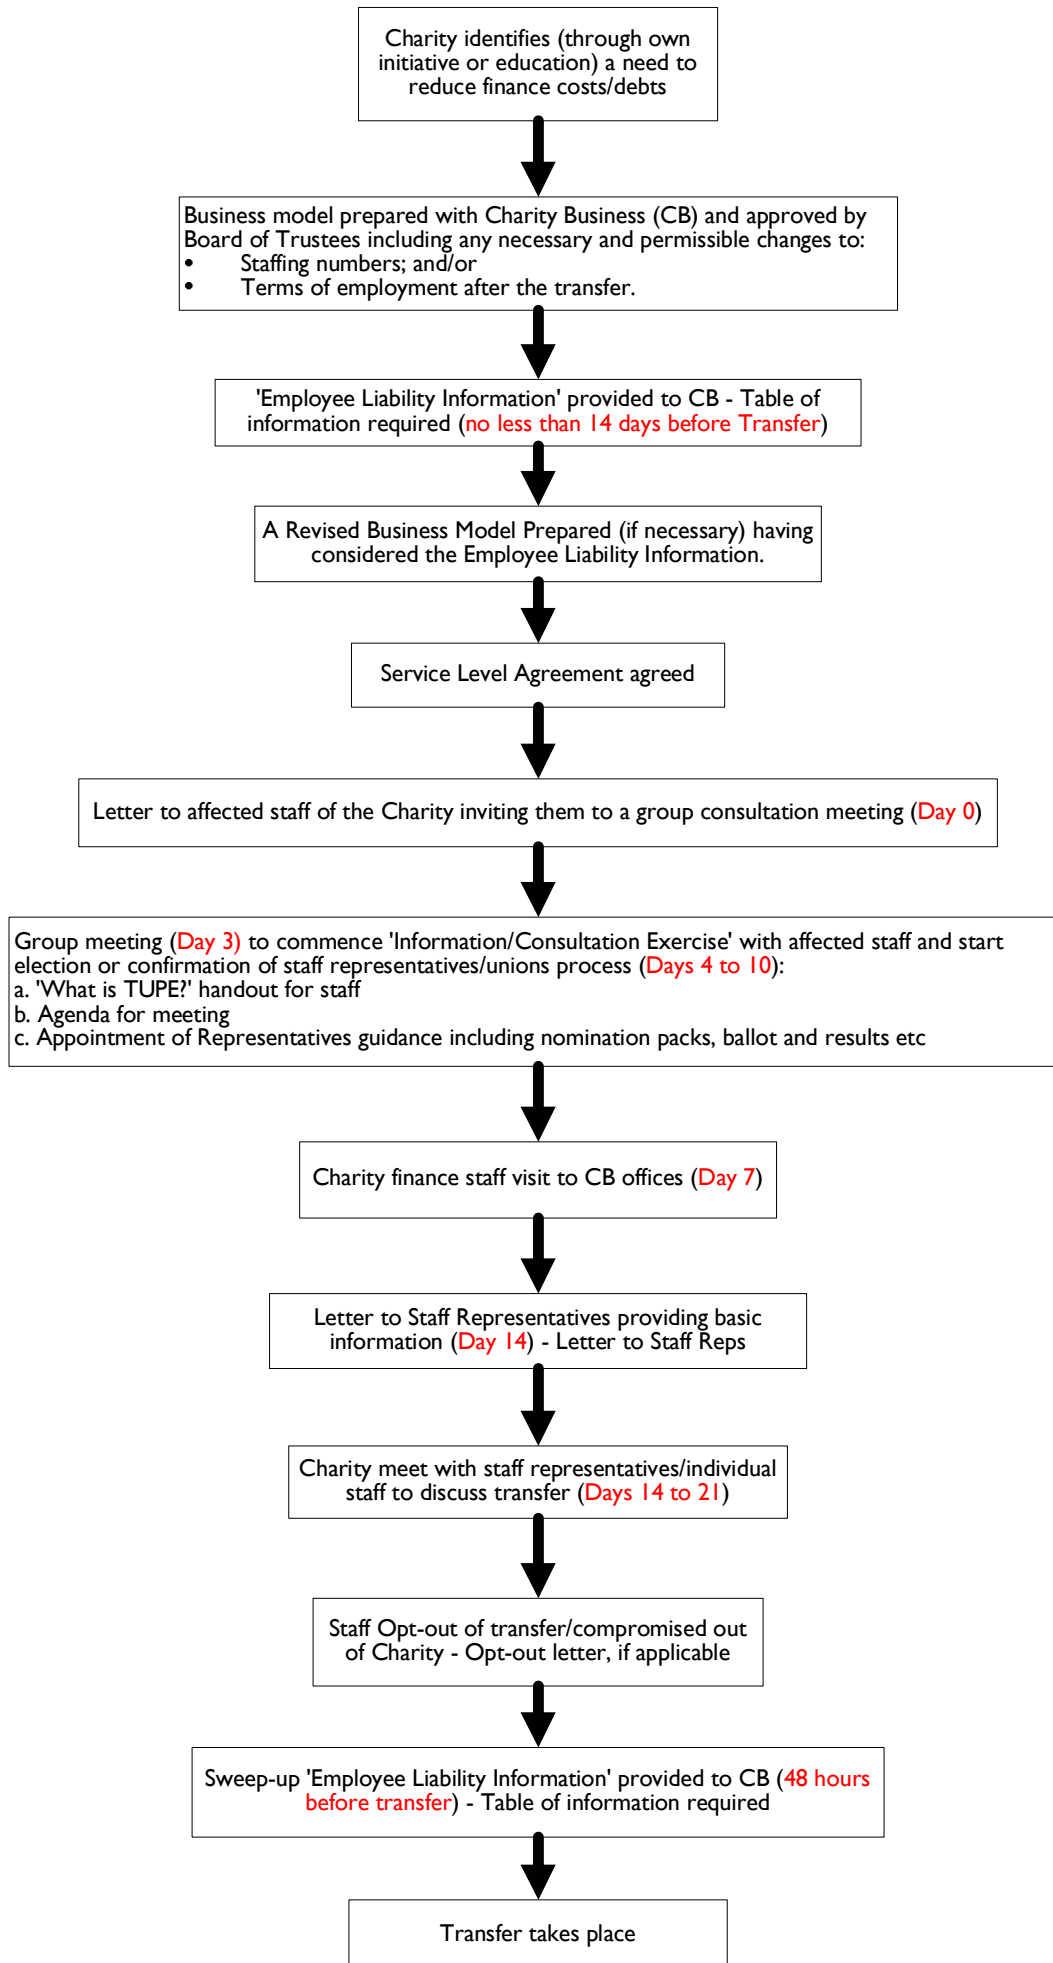 Charity identifies (through own
initiative or education) a need to
reduce finance costs/debts
Business model prepared with Charity Business (CB) and approved by
Board of Trustees including any necessary and permissible changes to:
• Staffing numbers; and/or
• Terms of employment after the transfer.
'Employee Liability Information' provided to CB - Table of
information required (no less than 14 days before Transfer)
A Revised Business Model Prepared (if necessary) having
considered the Employee Liability Information.
Service Level Agreement agreed
Letter to affected staff of the Charity inviting them to a group consultation meeting (Day 0)
Group meeting (Day 3) to commence 'Information/Consultation Exercise' with affected staff and start
election or confirmation of staff representatives/unions process (Days 4 to 10):
a. 'What is TUPE?' handout for staff
b. Agenda for meeting
c. Appointment of Representatives guidance including nomination packs, ballot and results etc
Charity finance staff visit to CB offices (Day 7)
Letter to Staff Representatives providing basic
information (Day 14) - Letter to Staff Reps
Charity meet with staff representatives/individual
staff to discuss transfer (Days 14 to 21)
Staff Opt-out of transfer/compromised out
of Charity - Opt-out letter, if applicable
Sweep-up 'Employee Liability Information' provided to CB (48 hours
before transfer) - Table of information required
Transfer takes place